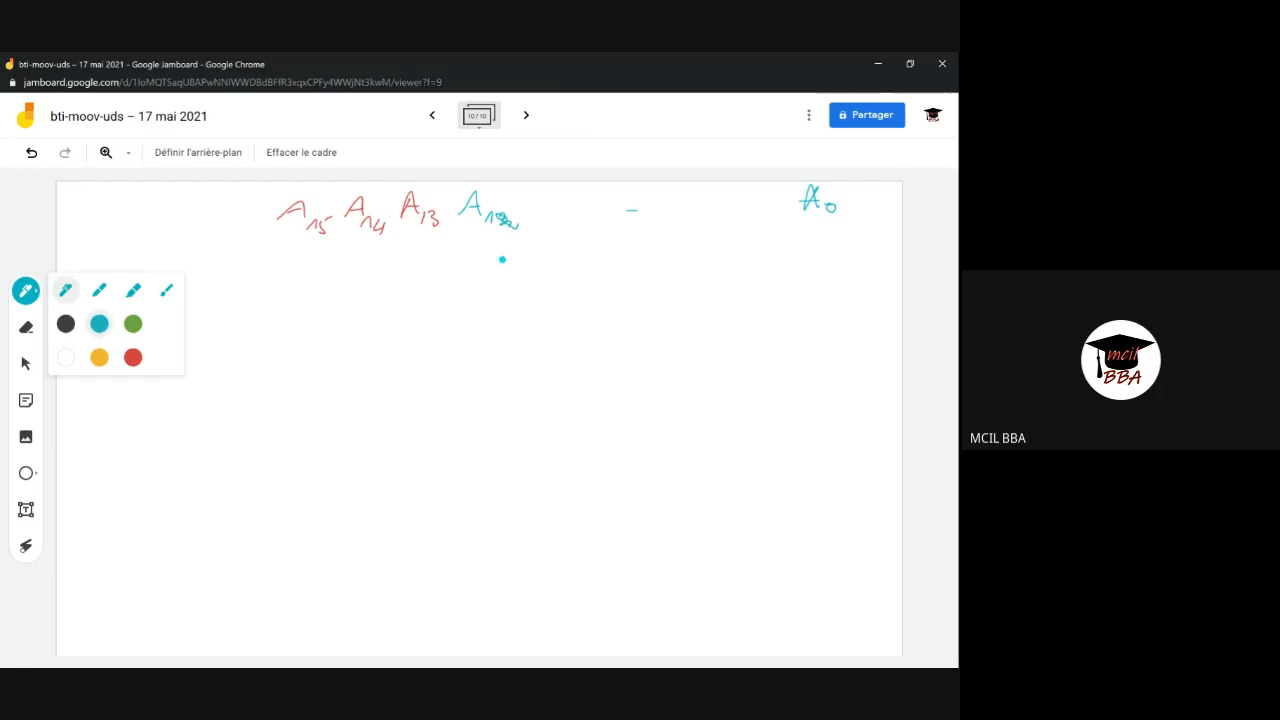 bti-moov-uds – 17 mai 2021 - Google Jamboard - Google Chrome
jamboard.google.com/d/1loMQTSaqU8APwNNIWWDBdBFfR3xqxCPFy4WWjNt3kwM/viewer?f=9
bti-moov-uds – 17 mai 2021
10 / 10
Partager
Définir l'arrière-plan
Effacer le cadre
A15 A14 A13 A12 - A0
mcil
BBA
MCIL BBA